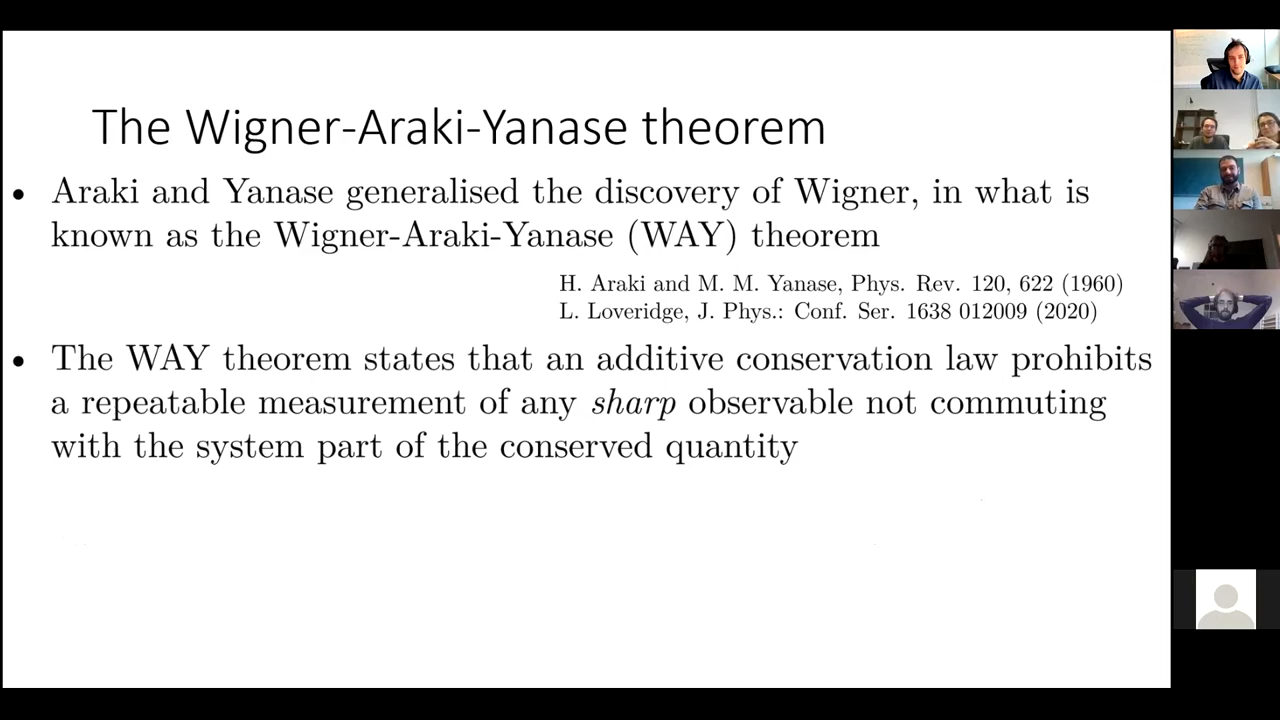 The Wigner-Araki-Yanase theorem
• Araki and Yanase generalised the discovery of Wigner, in what is
known as the Wigner-Araki-Yanase (WAY) theorem
H. Araki and M. M. Yanase, Phys. Rev. 120, 622 (1960)
L. Loveridge, J. Phys.: Conf. Ser. 1638 012009 (2020)
• The WAY theorem states that an additive conservation law prohibits
a repeatable measurement of any sharp observable not commuting
with the system part of the conserved quantity